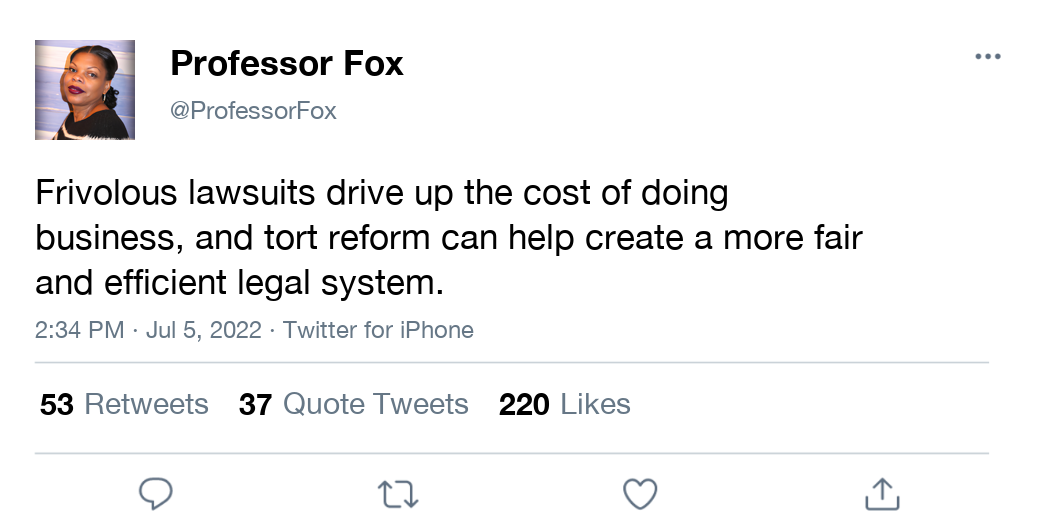 Professor Fox
@ProfessorFox
Frivolous lawsuits drive up the cost of doing
business, and tort reform can help create a more fair
and efficient legal system.
2:34 PM · Jul 5, 2022 · Twitter for iPhone
53 Retweets 37 Quote Tweets 220 Likes